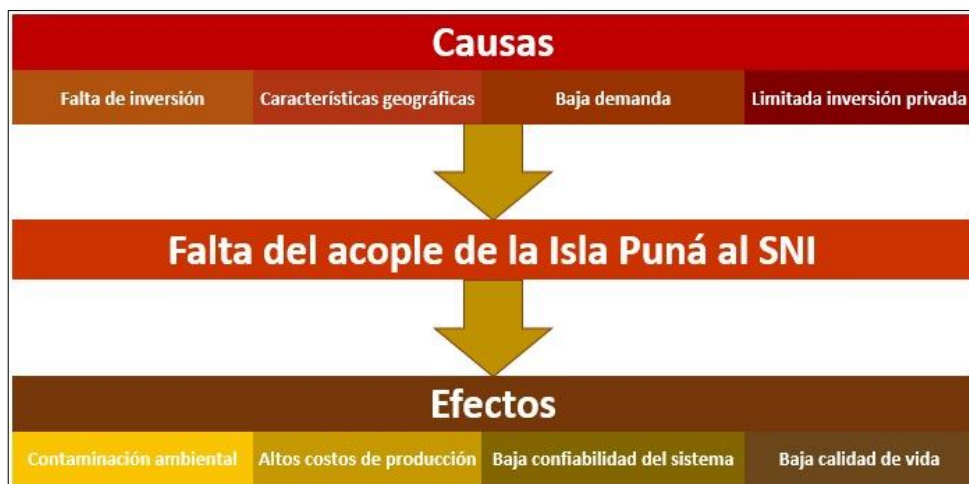 Causas
Falta de inversión
Características geográficas
Baja demanda
Limitada inversión privada
Falta del acople de la Isla Puná al SNI
Efectos
Contaminación ambiental
Altos costos de producción
Baja confiabilidad del sistema
Baja calidad de vida